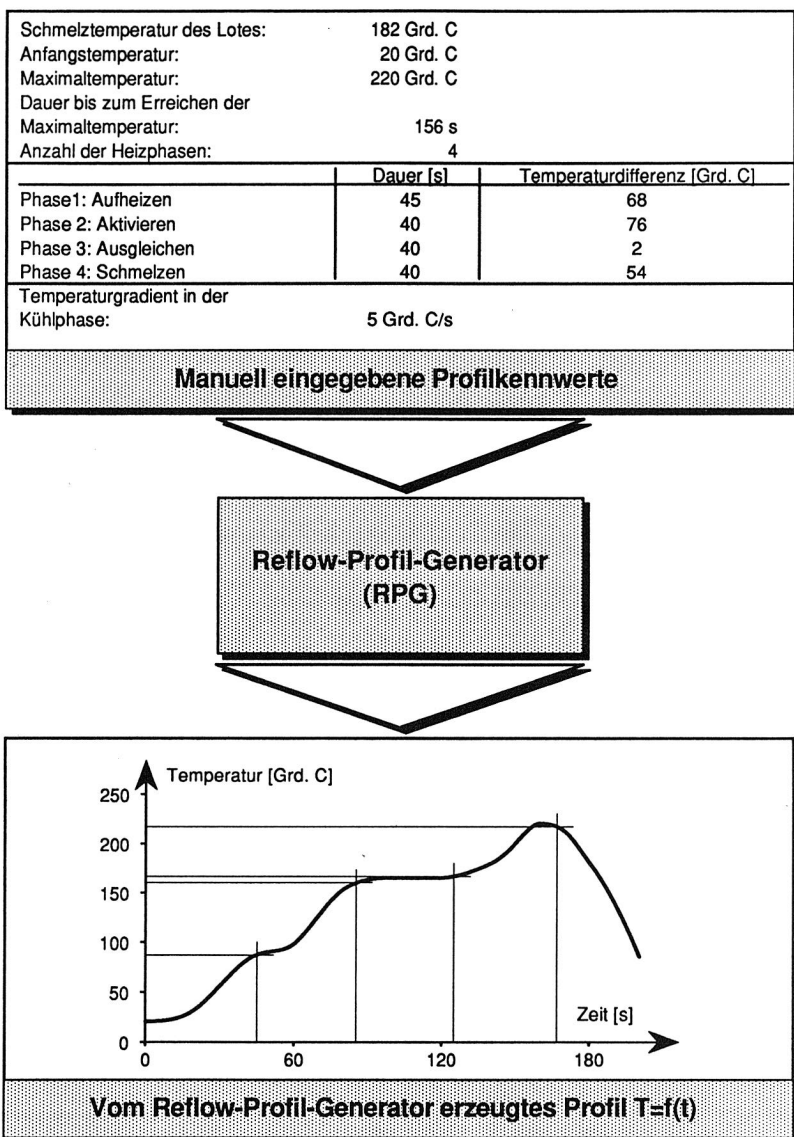 Schmelztemperatur des Lotes: 182 Grd. C
Anfangstemperatur: 20 Grd. C
Maximaltemperatur: 220 Grd. C
Dauer bis zum Erreichen der
Maximaltemperatur: 156 s
Anzahl der Heizphasen: 4
Dauer [s] Temperaturdifferenz [Grd. C]
Phase1: Aufheizen 45 68
Phase 2: Aktivieren 40 76
Phase 3: Ausgleichen 40 2
Phase 4: Schmelzen 40 54
Temperaturgradient in der
Kühlphase: 5 Grd. C/s
Manuell eingegebene Profilkennwerte
Reflow-Profil-Generator
(RPG)
Temperatur [Grd. C]
250
200
150
100
50
0
Zeit [s]
0 60 120 180
Vom Reflow-Profil-Generator erzeugtes Profil T=f(t)